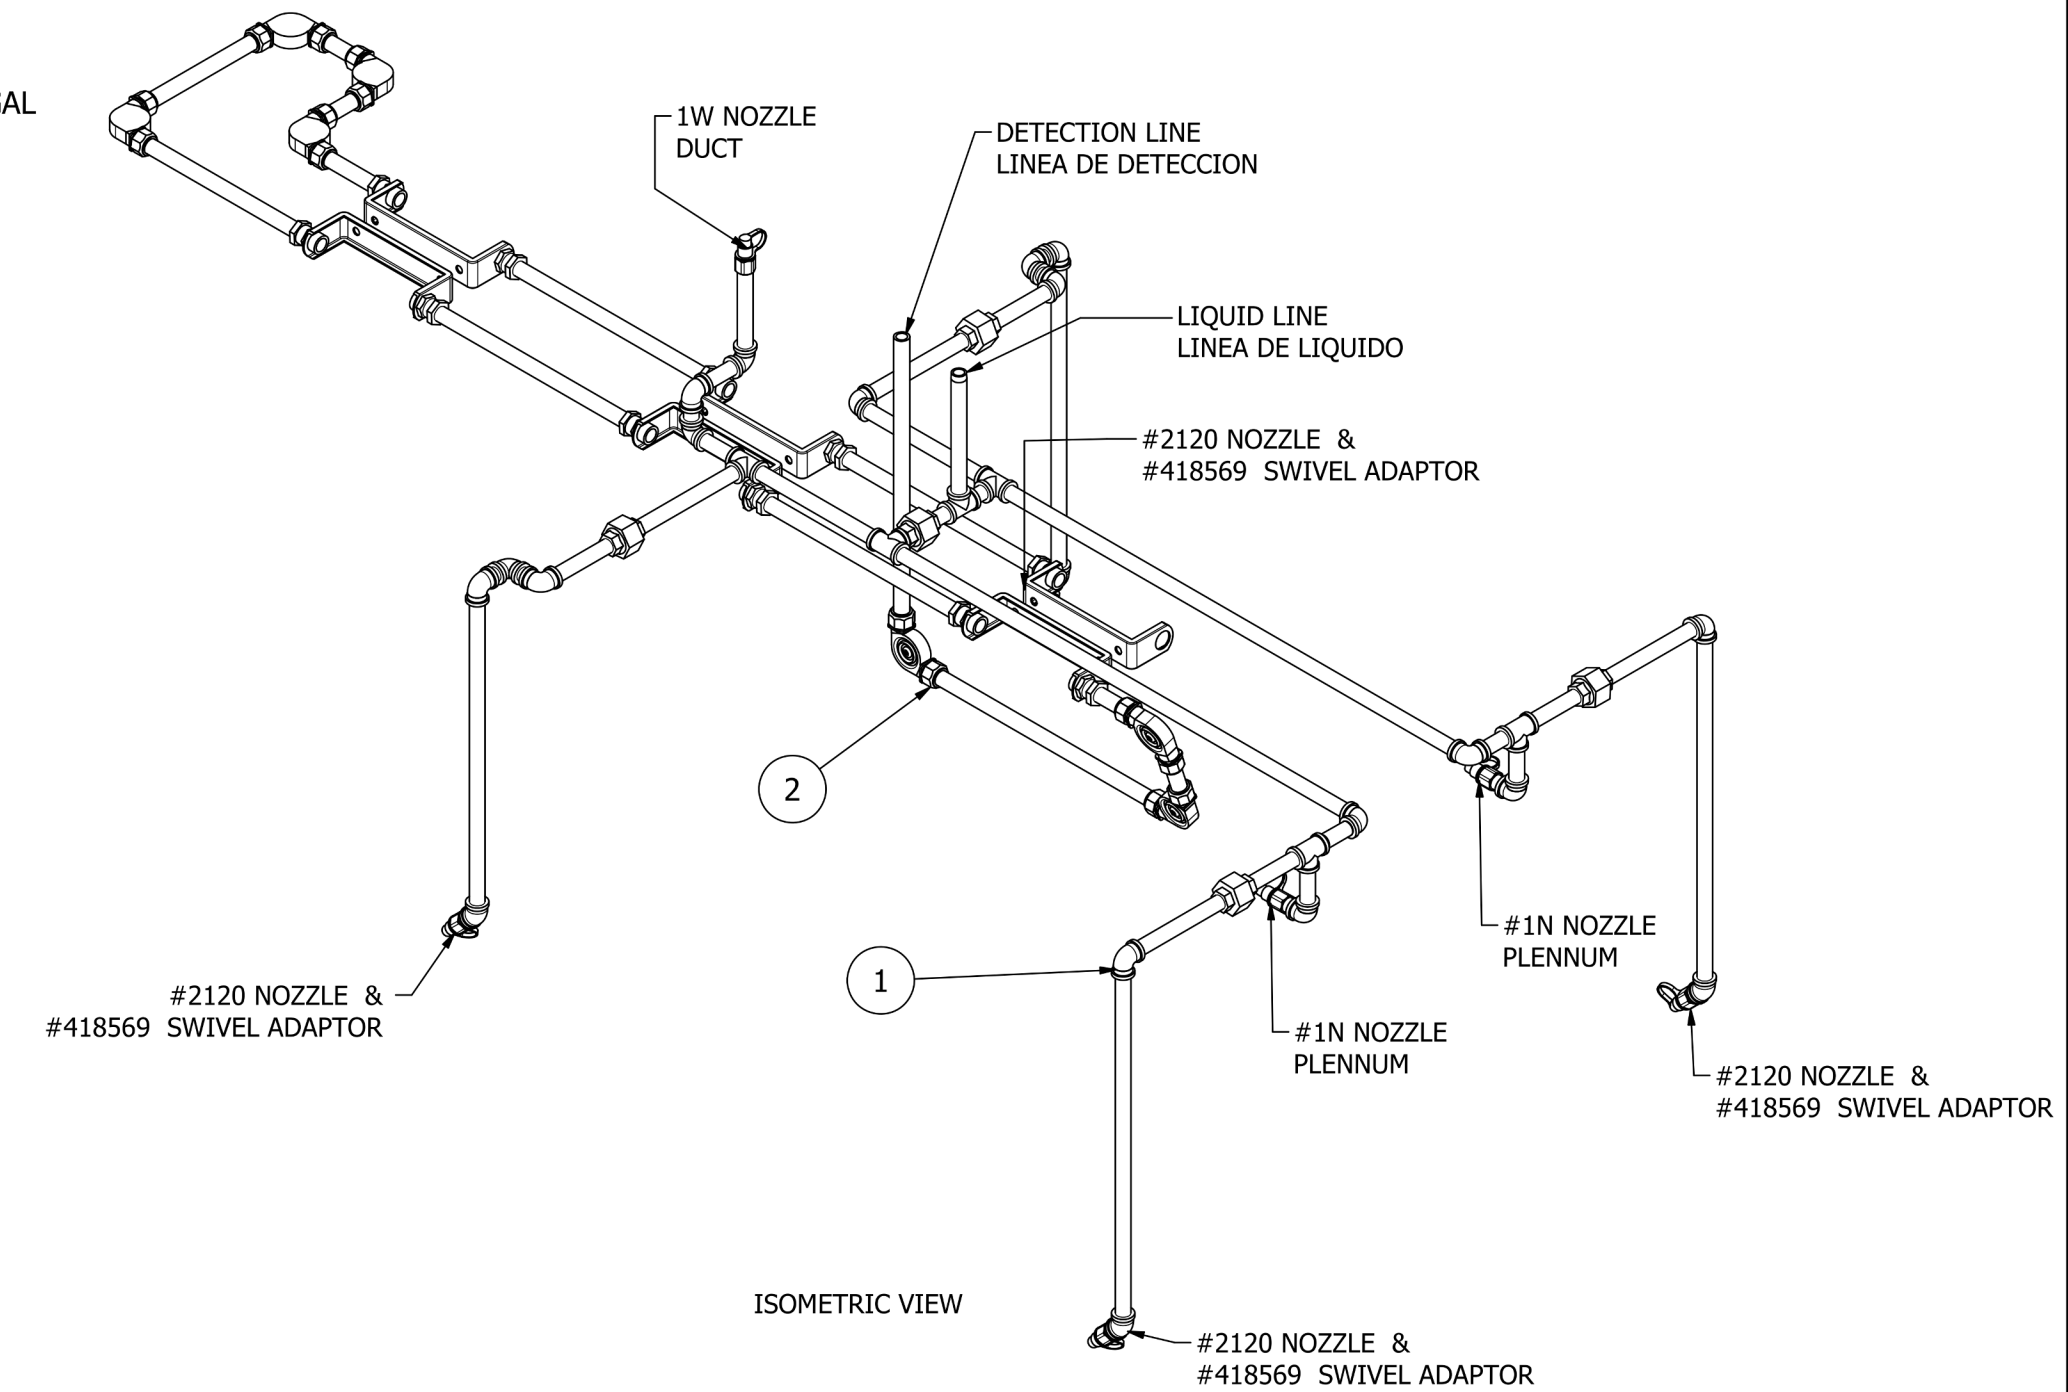 1W NOZZLE
DUCT
DETECTION LINE
LINEA DE DETECCION
LIQUID LINE
LINEA DE LIQUIDO
#2120 NOZZLE &
#418569 SWIVEL ADAPTOR
2
1
#1N NOZZLE
PLENNUM
#2120 NOZZLE &
#418569 SWIVEL ADAPTOR
#1N NOZZLE
PLENNUM
#2120 NOZZLE &
#418569 SWIVEL ADAPTOR
ISOMETRIC VIEW
#2120 NOZZLE &
#418569 SWIVEL ADAPTOR